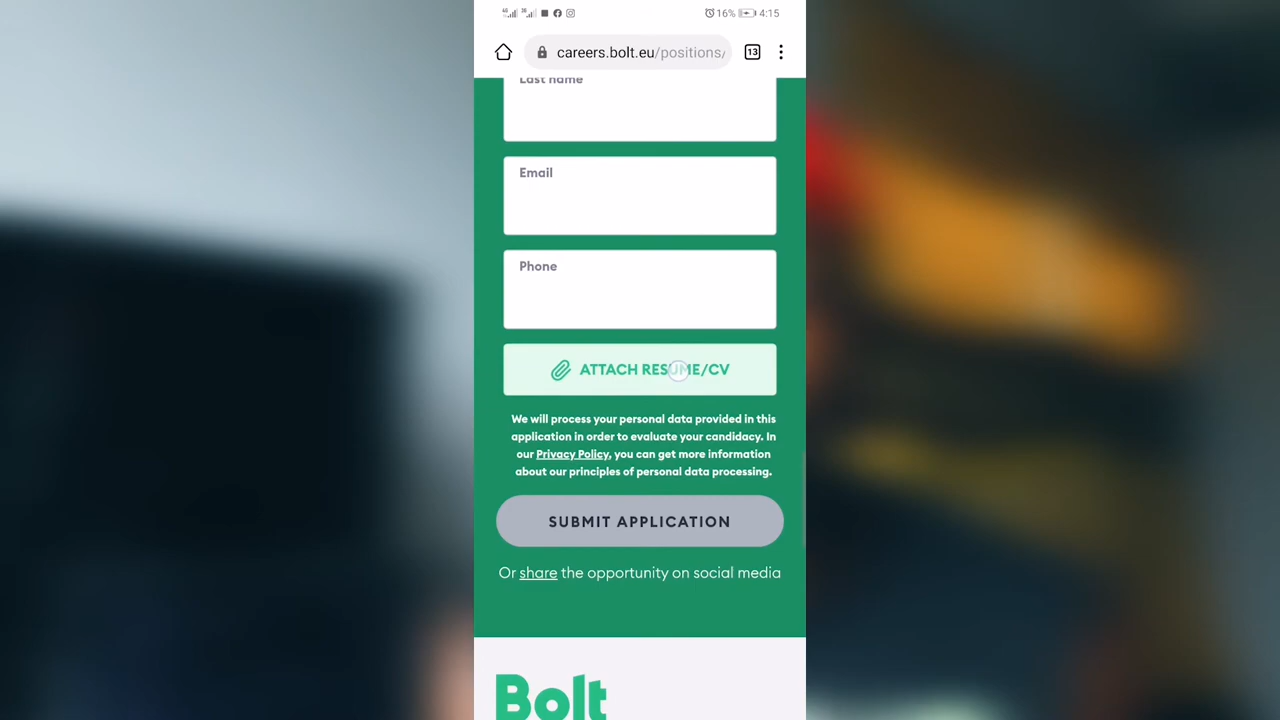 16% 4:15
careers.bolt.eu/positions/ 13
Last name
Email
Phone
ATTACH RESUME/CV
We will process your personal data provided in this
application in order to evaluate your candidacy. In
our Privacy Policy, you can get more information
about our principles of personal data processing.
SUBMIT APPLICATION
Or share the opportunity on social media
Bolt